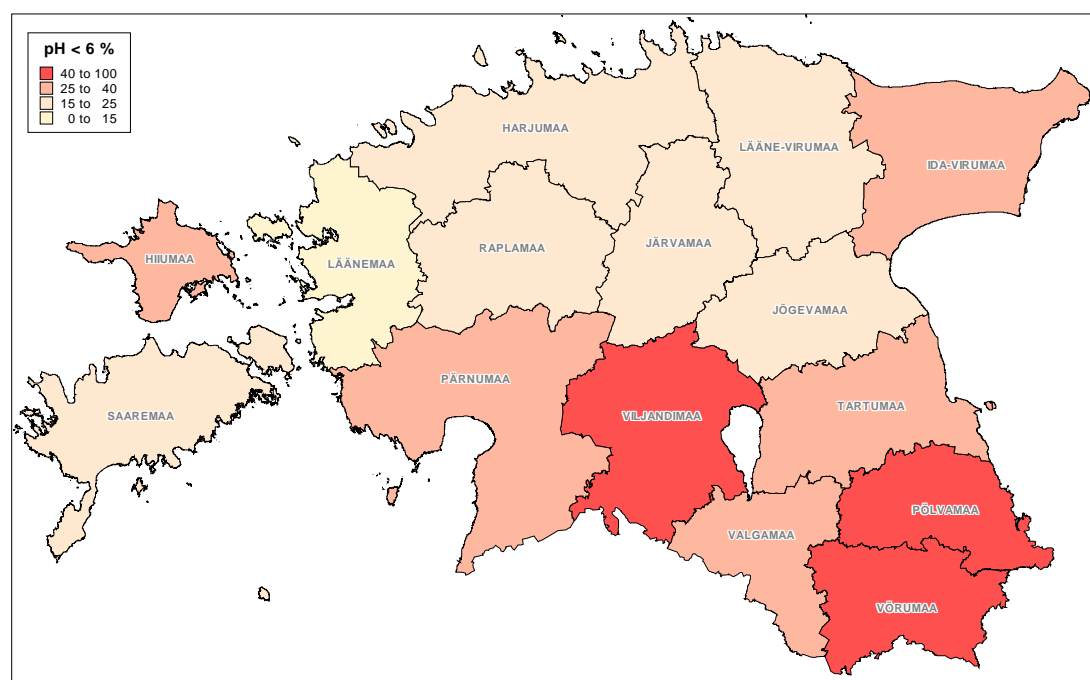 pH < 6 %
40 to 100
25 to 40
15 to 25
0 to 15
HARJUMAA
LÄÄNE-VIRUMAA
IDA-VIRUMAA
HIIUMAA
LÄÄNEMAA
RAPLAMAA
JÄRVAMAA
JÕGEVAMAA
PÄRNUMAA
SAAREMAA
VILJANDIMAA
TARTUMAA
PÕLVAMAA
VALGAMAA
VÕRUMAA